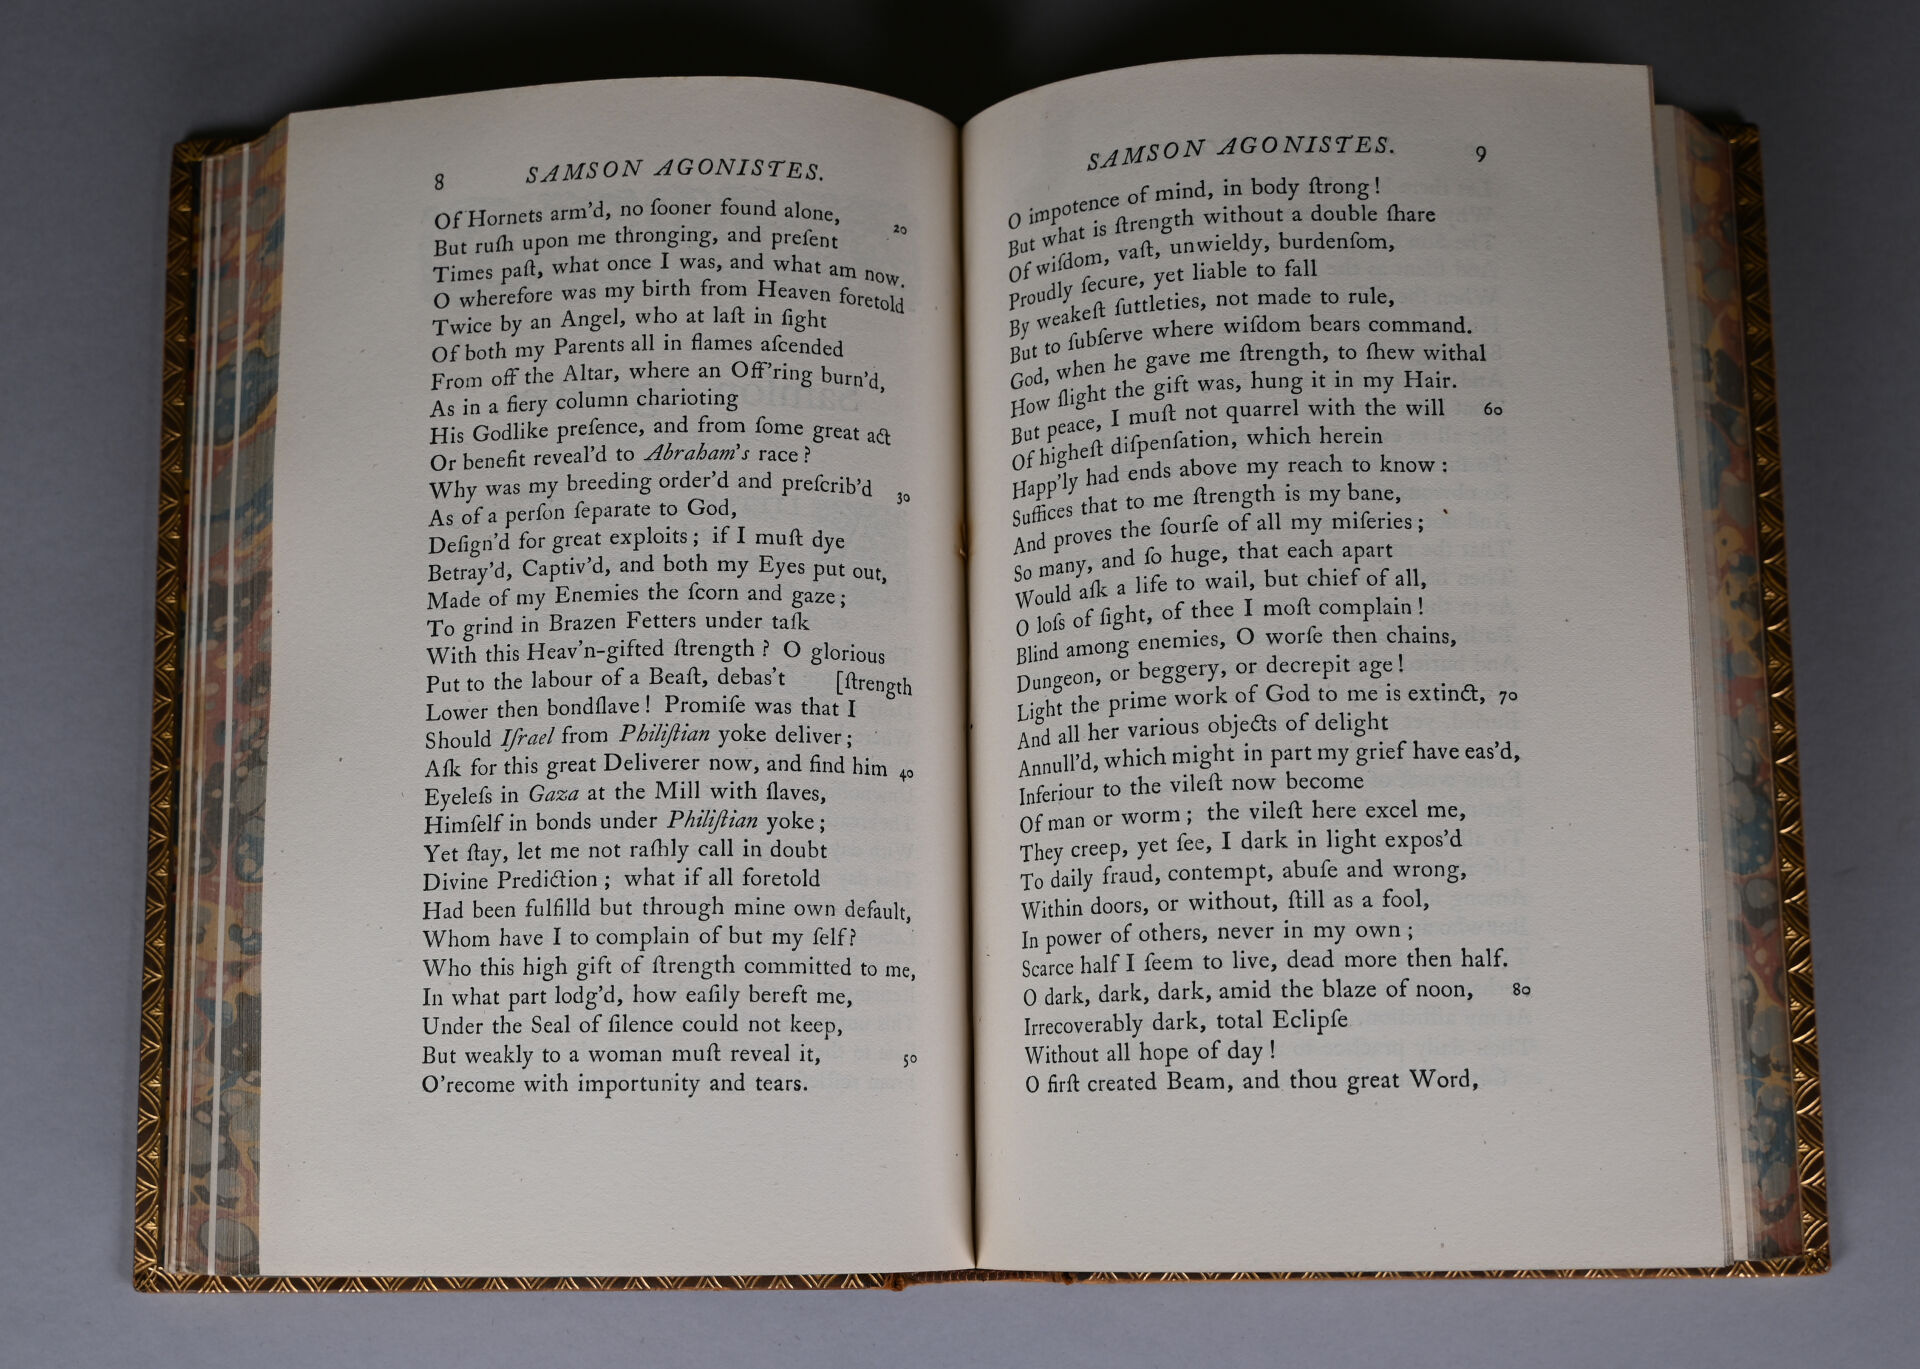 8 SAMSON AGONISTES.
Of Hornets arm'd, no ſooner found alone, 20
But ruſh upon me thronging, and preſent
Times paſt, what once I was, and what am now.
O wherefore was my birth from Heaven foretold
Twice by an Angel, who at laſt in ſight
Of both my Parents all in flames aſcended
From off the Altar, where an Off'ring burn'd,
As in a fiery column charioting
His Godlike preſence, and from ſome great act
Or benefit reveal'd to Abraham's race?
Why was my breeding order'd and preſcrib'd 30
As of a perſon ſeparate to God,
Deſign'd for great exploits; if I muſt dye
Betray'd, Captiv'd, and both my Eyes put out,
Made of my Enemies the ſcorn and gaze;
To grind in Brazen Fetters under taſk
With this Heav'n-gifted ſtrength? O glorious
Put to the labour of a Beaſt, debas't [ſtrength
Lower then bondſlave! Promiſe was that I
Should Iſrael from Philiſtian yoke deliver;
Aſk for this great Deliverer now, and find him 40
Eyeleſs in Gaza at the Mill with ſlaves,
Himſelf in bonds under Philiſtian yoke;
Yet ſtay, let me not raſhly call in doubt
Divine Prediction; what if all foretold
Had been fulfilld but through mine own default,
Whom have I to complain of but my ſelf?
Who this high gift of ſtrength committed to me,
In what part lodg'd, how eaſily bereft me,
Under the Seal of ſilence could not keep,
But weakly to a woman muſt reveal it, 50
O'recome with importunity and tears.
SAMSON AGONISTES. 9
O impotence of mind, in body ſtrong!
But what is ſtrength without a double ſhare
Of wiſdom, vaſt, unwieldy, burdenſom,
Proudly ſecure, yet liable to fall
By weakeſt ſuttleties, not made to rule,
But to ſubſerve where wiſdom bears command.
God, when he gave me ſtrength, to ſhew withal
How ſlight the gift was, hung it in my Hair.
But peace, I muſt not quarrel with the will 60
Of higheſt diſpenſation, which herein
Happ'ly had ends above my reach to know:
Suffices that to me ſtrength is my bane,
And proves the ſourſe of all my miſeries;
So many, and ſo huge, that each apart
Would aſk a life to wail, but chief of all,
O loſs of ſight, of thee I moſt complain!
Blind among enemies, O worſe then chains,
Dungeon, or beggery, or decrepit age!
Light the prime work of God to me is extinct, 70
And all her various objects of delight
Annull'd, which might in part my grief have eas'd,
Inferiour to the vileſt now become
Of man or worm; the vileſt here excel me,
They creep, yet ſee, I dark in light expos'd
To daily fraud, contempt, abuſe and wrong,
Within doors, or without, ſtill as a fool,
In power of others, never in my own;
Scarce half I ſeem to live, dead more then half.
O dark, dark, dark, amid the blaze of noon, 80
Irrecoverably dark, total Eclipſe
Without all hope of day!
O firſt created Beam, and thou great Word,